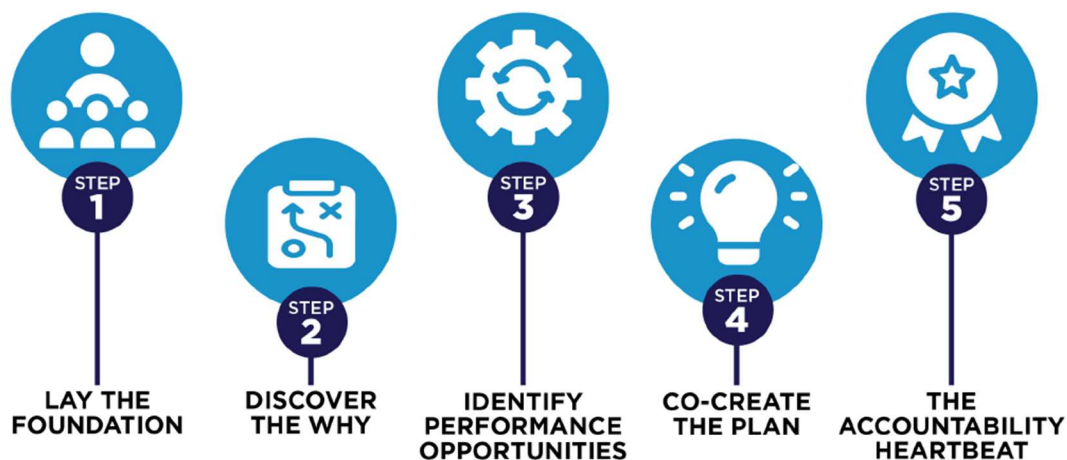 STEP
1
LAY THE
FOUNDATION
STEP
2
DISCOVER
THE WHY
STEP
3
IDENTIFY
PERFORMANCE
OPPORTUNITIES
STEP
4
CO-CREATE
THE PLAN
STEP
5
THE
ACCOUNTABILITY
HEARTBEAT